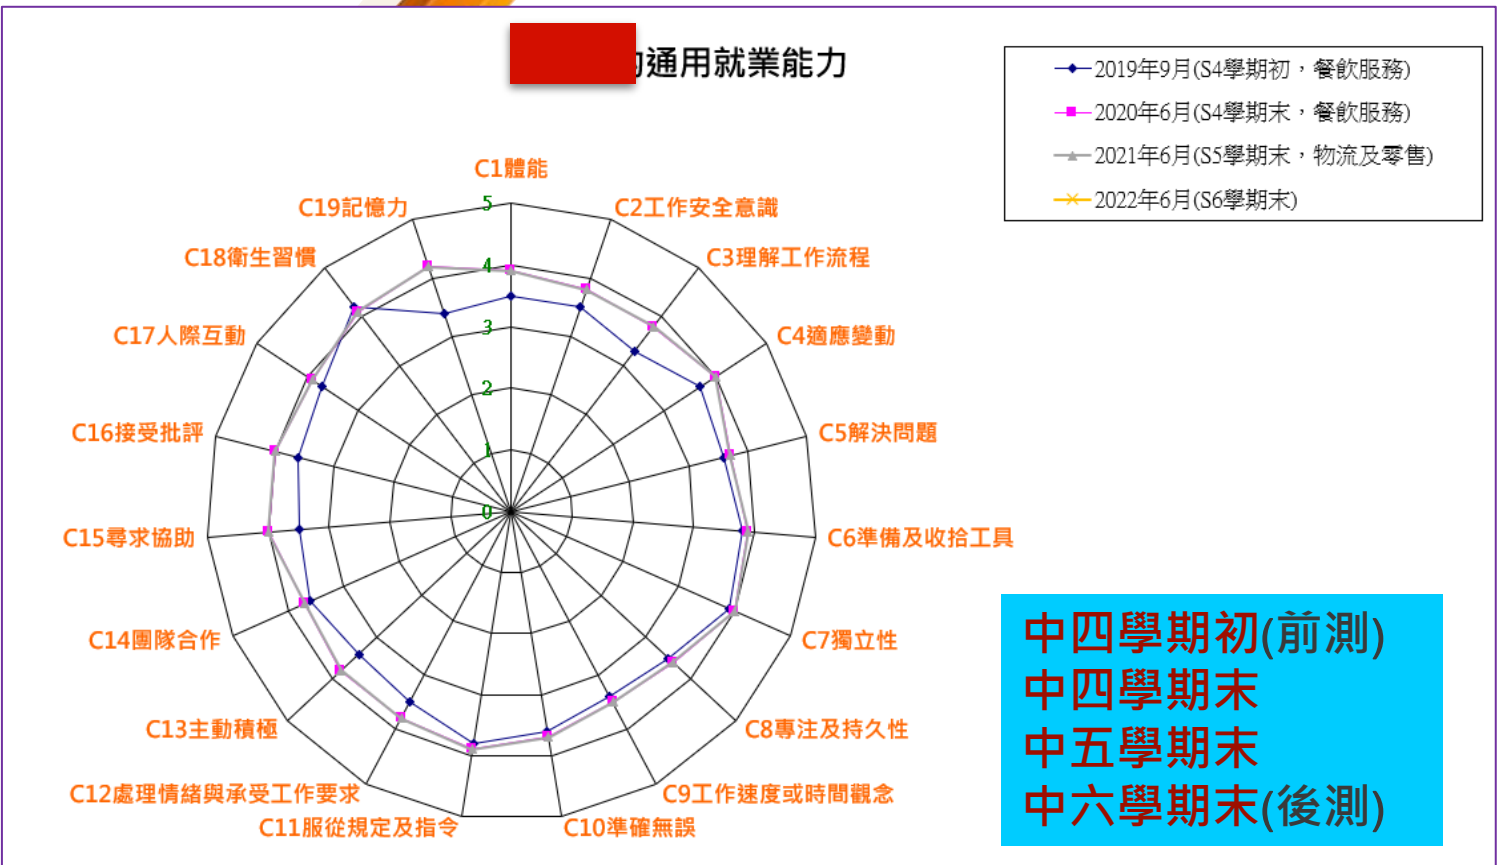 的通用就業能力
2019年9月(S4學期初，餐飲服務)
2020年6月(S4學期末，餐飲服務)
2021年6月(S5學期末，物流及零售)
2022年6月(S6學期末)
C1體能
C2工作安全意識
C3理解工作流程
C4適應變動
C5解決問題
C6準備及收拾工具
C7獨立性
C8專注及持久性
C9工作速度或時間觀念
C10準確無誤
C11服從規定及指令
C12處理情緒與承受工作要求
C13主動積極
C14團隊合作
C15尋求協助
C16接受批評
C17人際互動
C18衛生習慣
C19記憶力
5
4
3
2
1
0
中四學期初(前測)
中四學期末
中五學期末
中六學期末(後測)